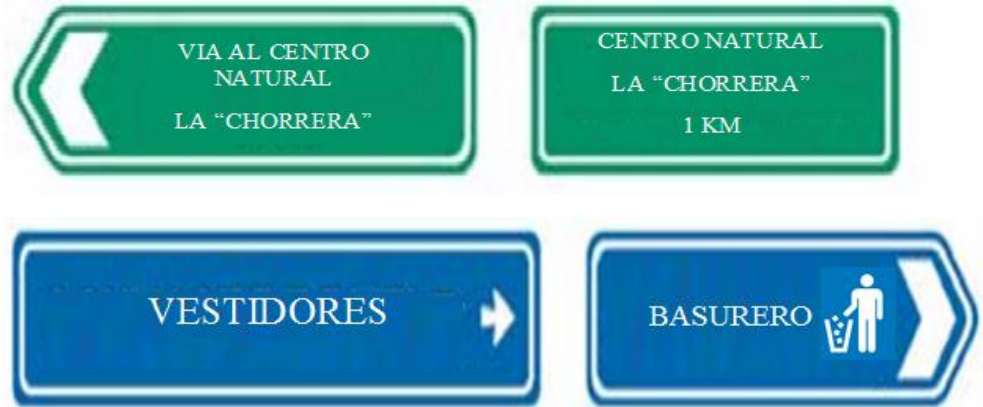 VIA AL CENTRO
NATURAL
LA “CHORRERA”
CENTRO NATURAL
LA “CHORRERA”
1 KM
VESTIDORES
BASURERO